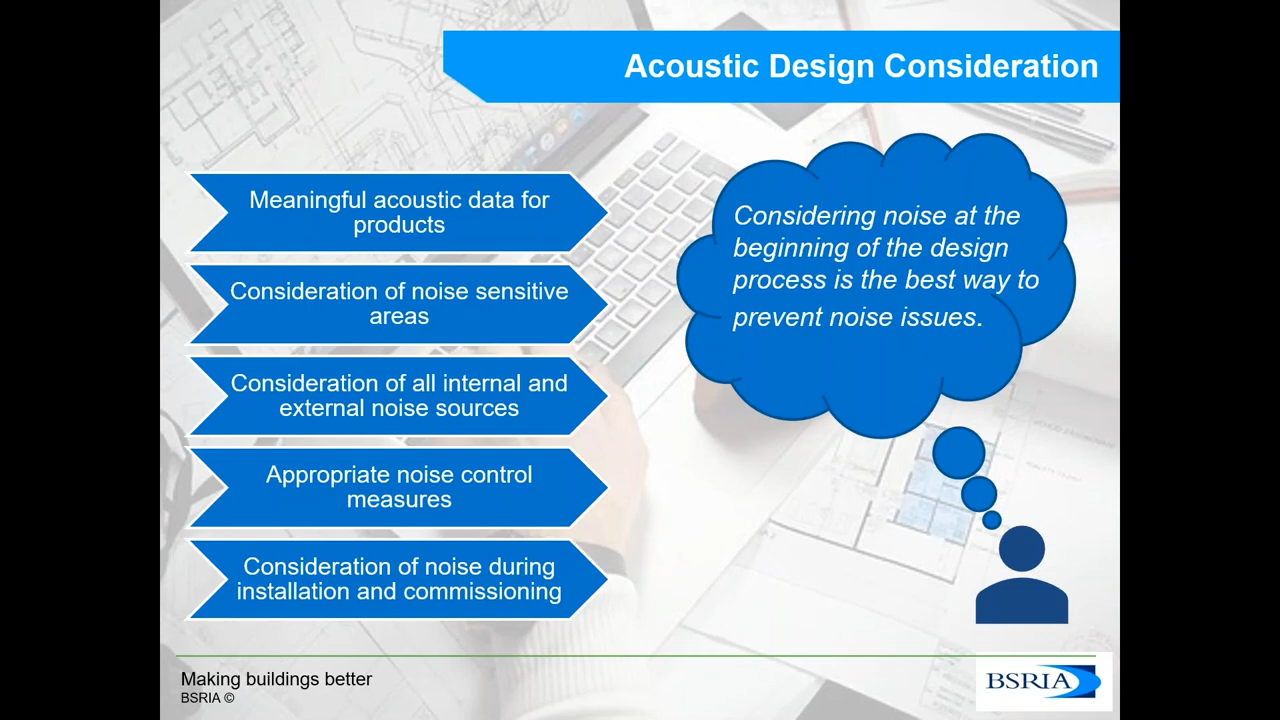 Acoustic Design Consideration
Meaningful acoustic data for
products
Consideration of noise sensitive
areas
Consideration of all internal and
external noise sources
Appropriate noise control
measures
Consideration of noise during
installation and commissioning
Considering noise at the
beginning of the design
process is the best way to
prevent noise issues.
Making buildings better
BSRIA ©
BSRIA